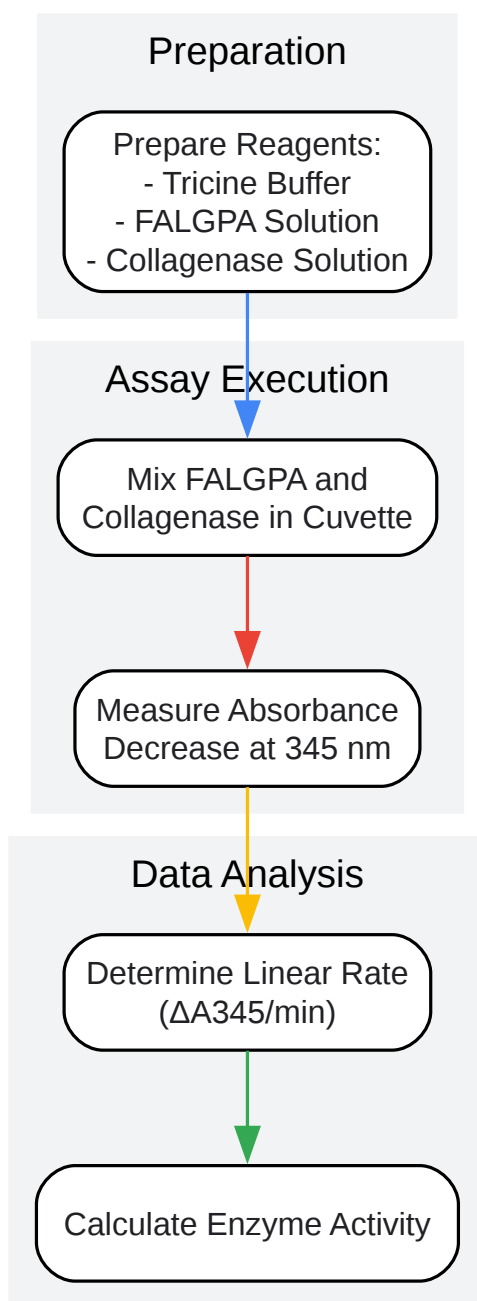 Preparation
Prepare Reagents:
- Tricine Buffer
- FALGPA Solution
- Collagenase Solution
Assay Execution
Mix FALGPA and
Collagenase in Cuvette
Measure Absorbance
Decrease at 345 nm
Data Analysis
Determine Linear Rate
(ΔA345/min)
Calculate Enzyme Activity